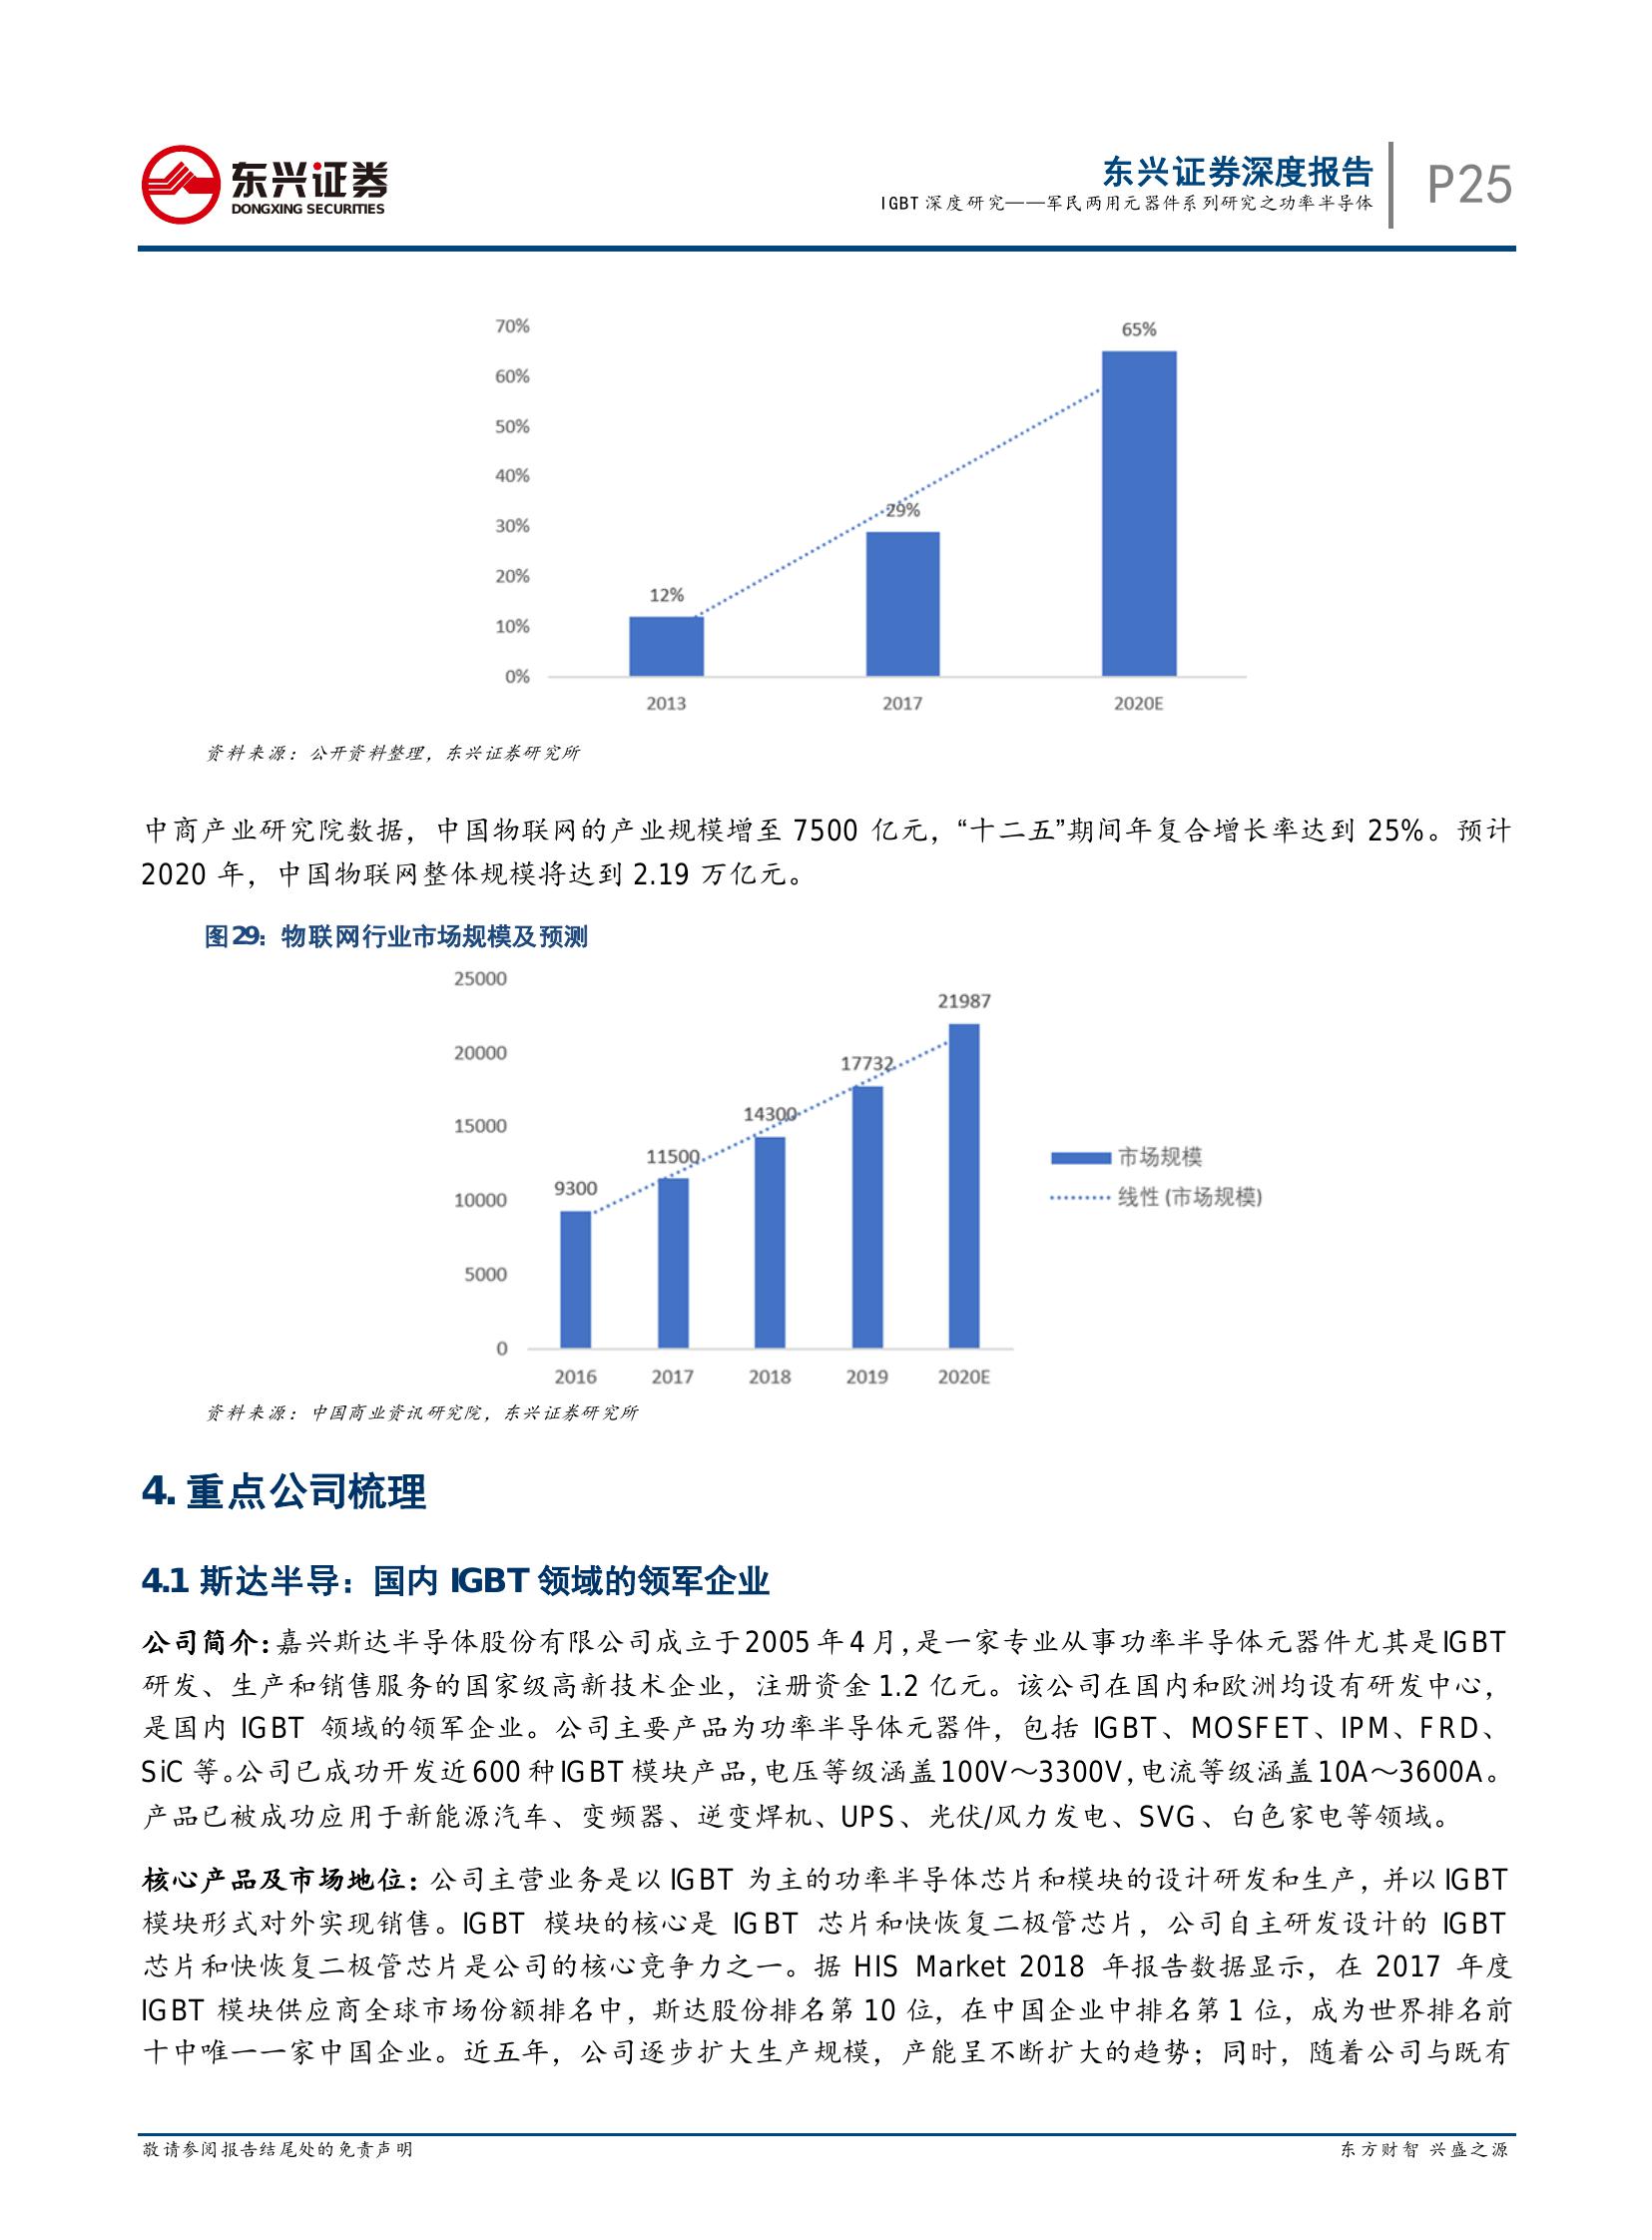 东兴证券
DONGXING SECURITIES
东兴证券深度报告
IGBT 深度研究——军民两用元器件系列研究之功率半导体
P25
70%
60%
50%
40%
30%
20%
10%
0%
12%
29%
65%
2013 2017 2020E
资料来源：公开资料整理，东兴证券研究所
中商产业研究院数据，中国物联网的产业规模增至 7500 亿元，“十二五”期间年复合增长率达到 25%。预计
2020 年，中国物联网整体规模将达到 2.19 万亿元。
图29：物联网行业市场规模及预测
25000
20000
15000
10000
5000
0
9300
11500
14300
17732
21987
2016 2017 2018 2019 2020E
市场规模
线性 (市场规模)
资料来源：中国商业资讯研究院，东兴证券研究所
4. 重点公司梳理
4.1 斯达半导：国内 IGBT 领域的领军企业
公司简介：嘉兴斯达半导体股份有限公司成立于2005 年 4 月，是一家专业从事功率半导体元器件尤其是IGBT
研发、生产和销售服务的国家级高新技术企业，注册资金 1.2 亿元。该公司在国内和欧洲均设有研发中心，
是国内 IGBT 领域的领军企业。公司主要产品为功率半导体元器件，包括 IGBT、MOSFET、IPM、FRD、
SiC 等。公司已成功开发近 600 种 IGBT 模块产品，电压等级涵盖 100V～3300V，电流等级涵盖 10A～3600A。
产品已被成功应用于新能源汽车、变频器、逆变焊机、UPS、光伏/风力发电、SVG、白色家电等领域。
核心产品及市场地位：公司主营业务是以 IGBT 为主的功率半导体芯片和模块的设计研发和生产，并以 IGBT
模块形式对外实现销售。IGBT 模块的核心是 IGBT 芯片和快恢复二极管芯片，公司自主研发设计的 IGBT
芯片和快恢复二极管芯片是公司的核心竞争力之一。据 HIS Market 2018 年报告数据显示，在 2017 年度
IGBT 模块供应商全球市场份额排名中，斯达股份排名第 10 位，在中国企业中排名第 1 位，成为世界排名前
十中唯一一家中国企业。近五年，公司逐步扩大生产规模，产能呈不断扩大的趋势；同时，随着公司与既有
敬请参阅报告结尾处的免责声明
东方财智 兴盛之源